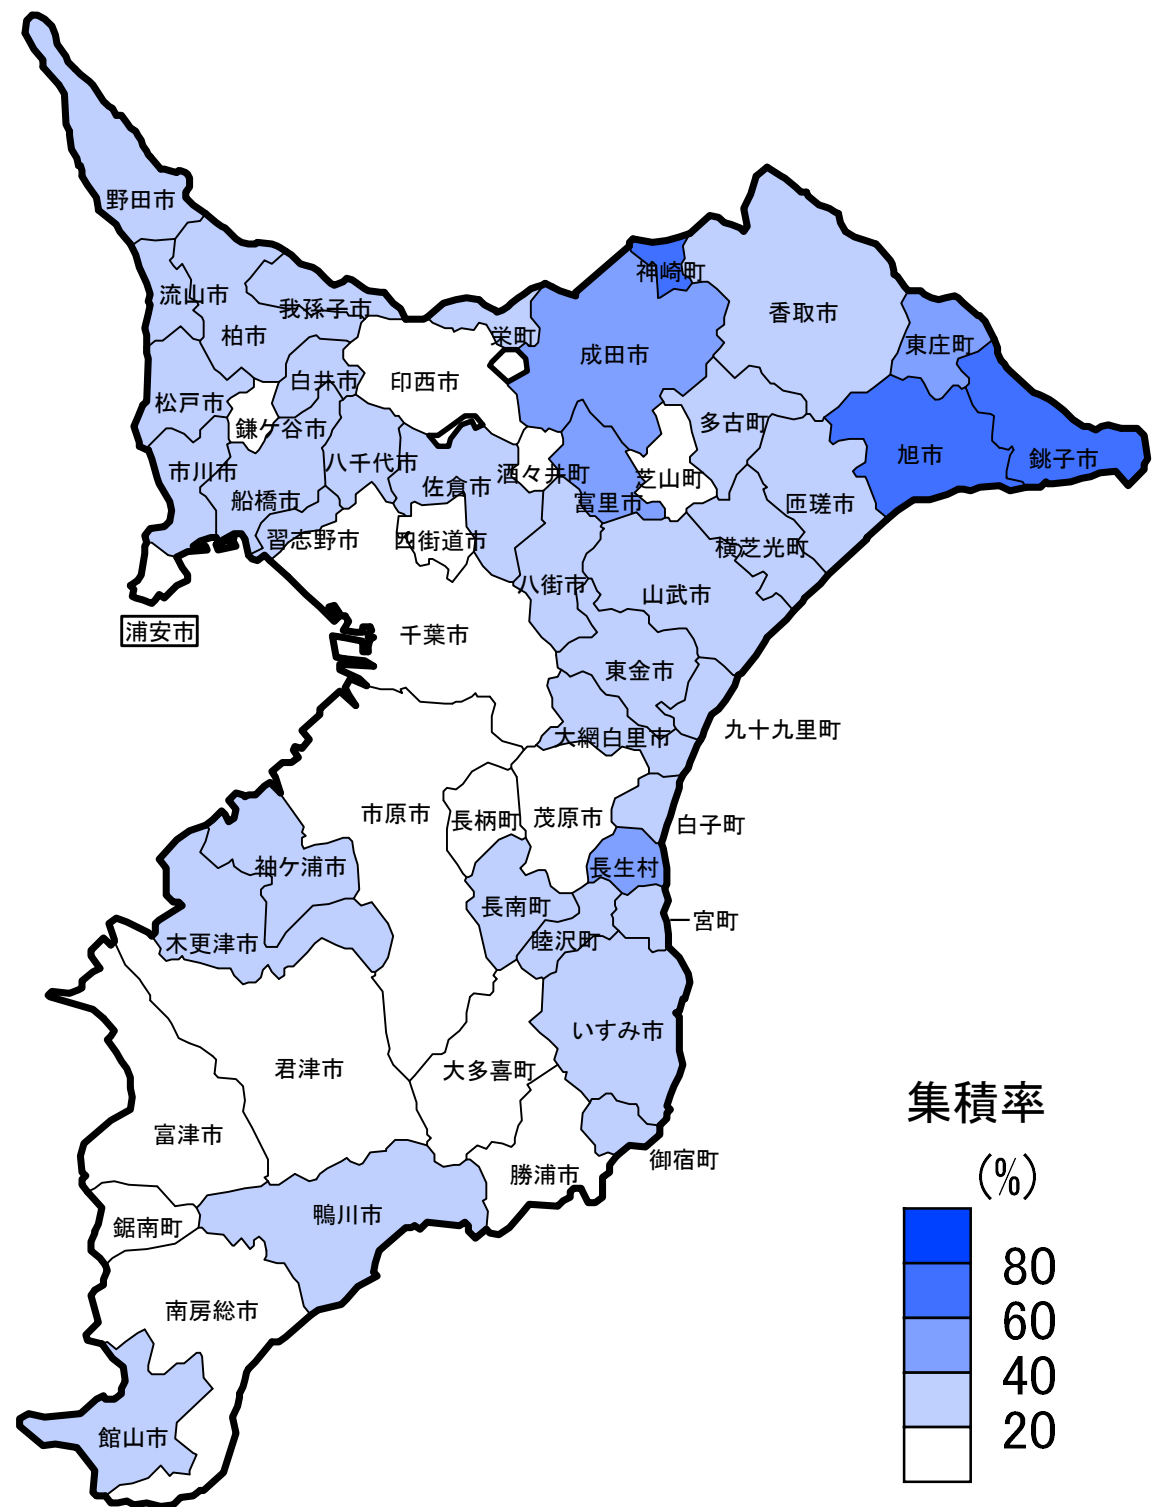 野田市
流山市
我孫子市
柏市
栄町
神崎町
香取市
東庄町
成田市
白井市
印西市
松戸市
鎌ケ谷市
多古町
旭市
銚子市
市川市
八千代市
佐倉市
酒々井町
芝山町
船橋市
富里市
匝瑳市
習志野市
四街道市
横芝光町
八街市
山武市
浦安市
千葉市
東金市
大網白里市
九十九里町
市原市
長柄町
茂原市
白子町
袖ケ浦市
長生村
長南町
一宮町
木更津市
睦沢町
いすみ市
君津市
大多喜町
富津市
勝浦市
御宿町
鋸南町
鴨川市
南房総市
館山市
集積率
(%)
80
60
40
20